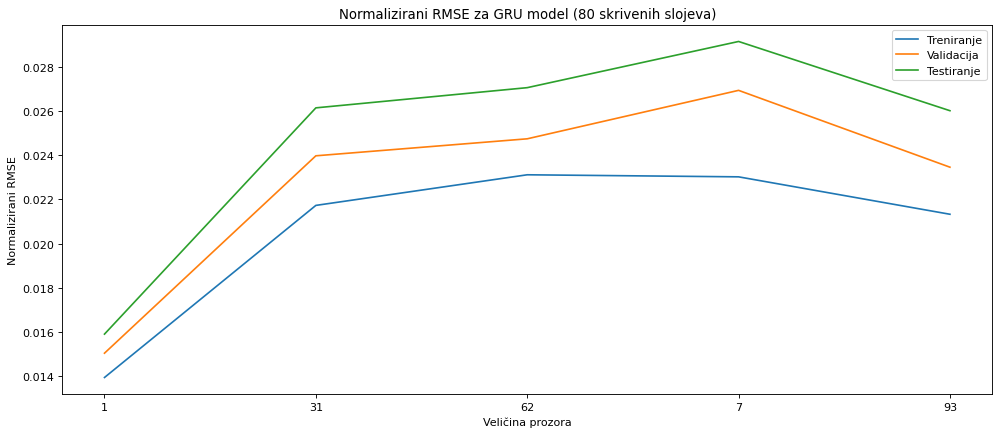 Normalizirani RMSE za GRU model (80 skrivenih slojeva)
Treniranje
Validacija
Testiranje
Normalizirani RMSE
0.028
0.026
0.024
0.022
0.020
0.018
0.016
0.014
1
31
62
7
93
Veličina prozora